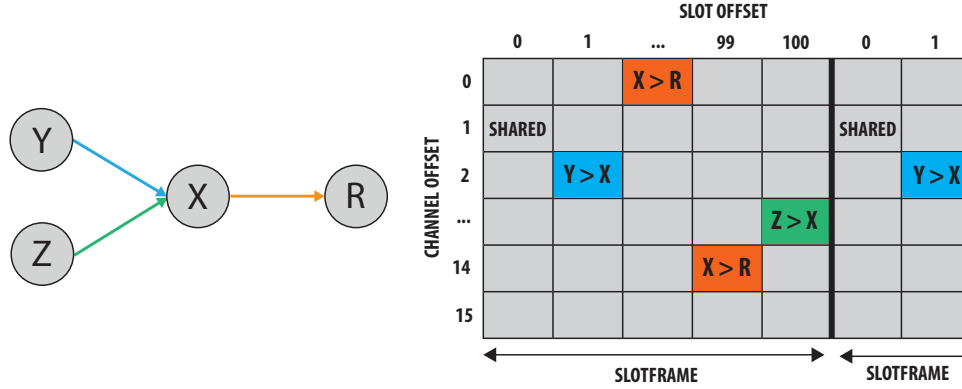 Y
Z
X
R
SLOT OFFSET
0 1 ... 99 100 0 1
CHANNEL OFFSET
0 X > R
1 SHARED SHARED
2 Y > X Y > X
... Z > X
14 X > R
15
SLOTFRAME SLOTFRAME